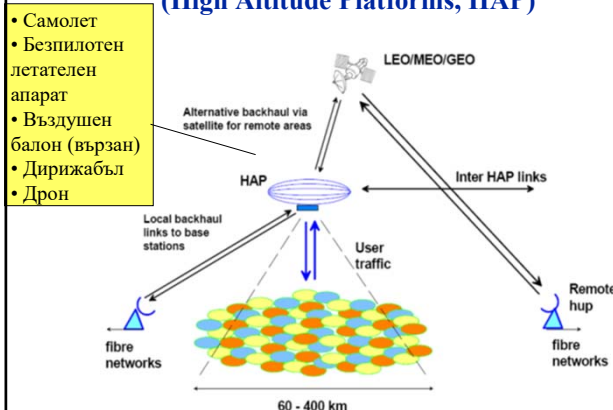 (High Altitude Platforms, HAP)
• Самолет
• Безпилотен
летателен
апарат
• Въздушен
балон (вързан)
• Дирижабъл
• Дрон
LEO/MEO/GEO
Alternative backhaul via
satellite for remote areas
HAP
Inter HAP links
Local backhaul
links to base
stations
User
traffic
Remote
hup
fibre
networks
fibre
networks
60 - 400 km